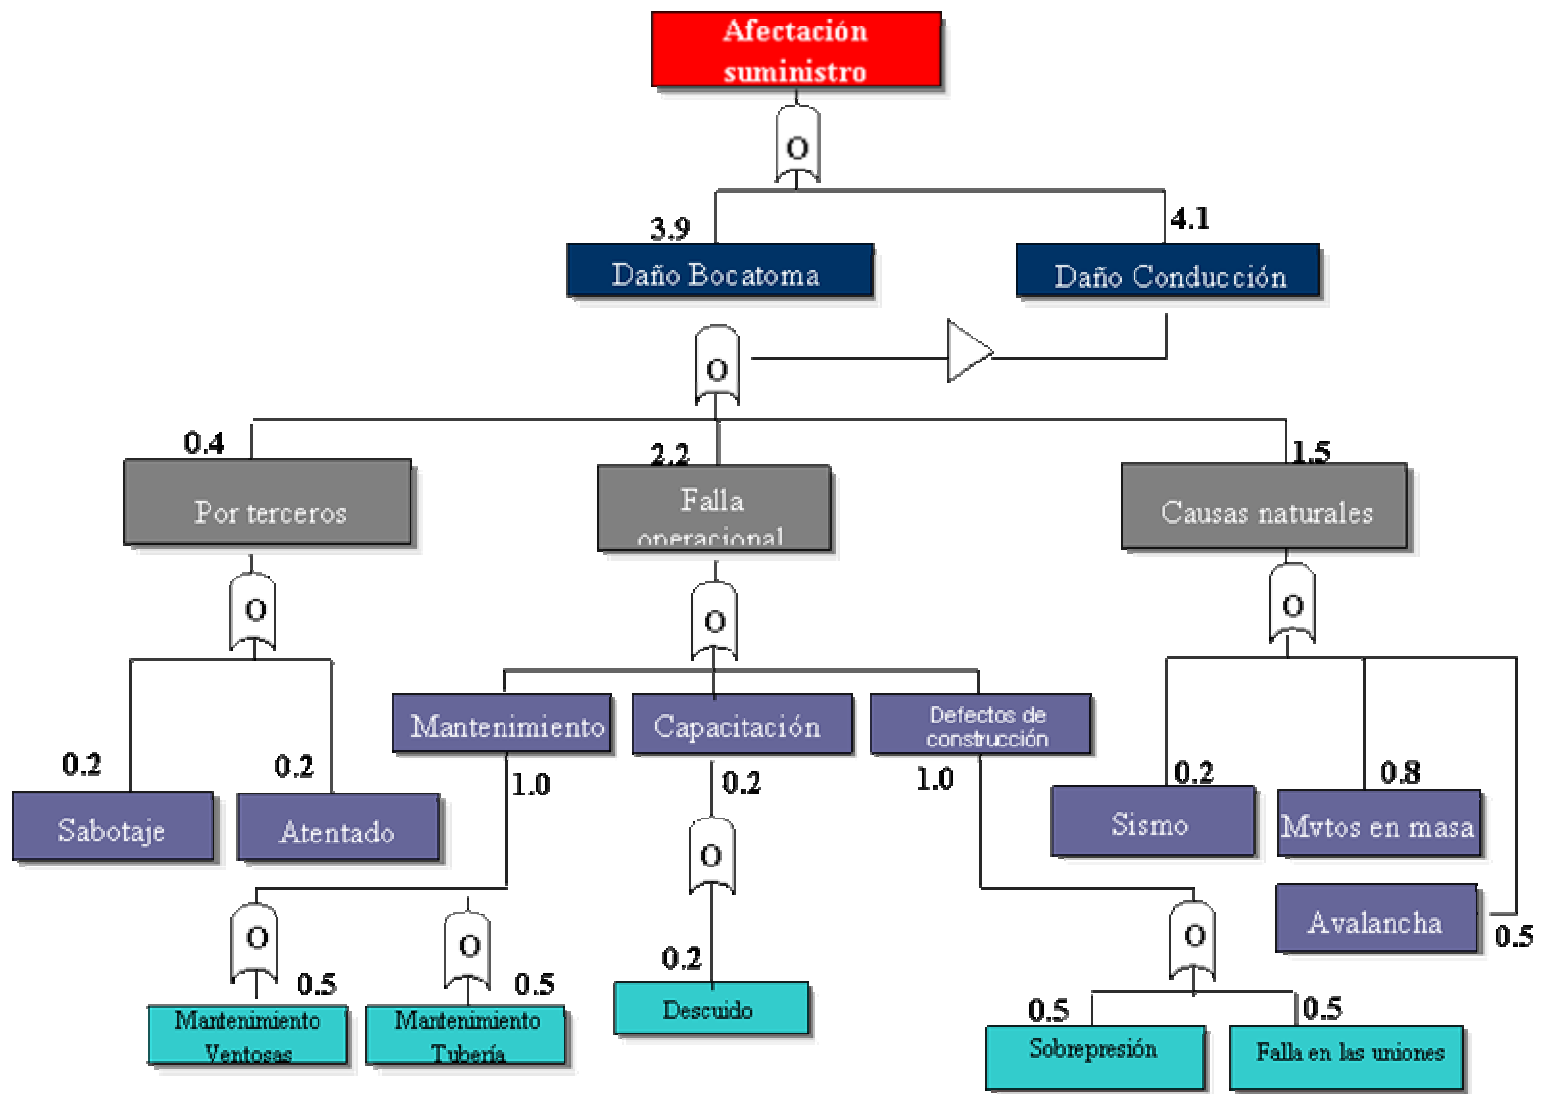 Afectación
suministro
O
3.9
4.1
Daño Bocatoma
Daño Conducción
O
0.4
2.2
1.5
Por terceros
Falla
operacional
Causas naturales
O
O
O
Mantenimiento
Capacitación
Defectos de
construcción
0.2
0.2
1.0
0.2
1.0
0.2
0.8
Sabotaje
Atentado
Sismo
Mvtos en masa
O
Avalancha
0.5
O
O
O
0.5
0.5
0.2
0.5
0.5
Mantenimiento
Ventosas
Mantenimiento
Tubería
Descuido
Sobrepresión
Falla en las uniones